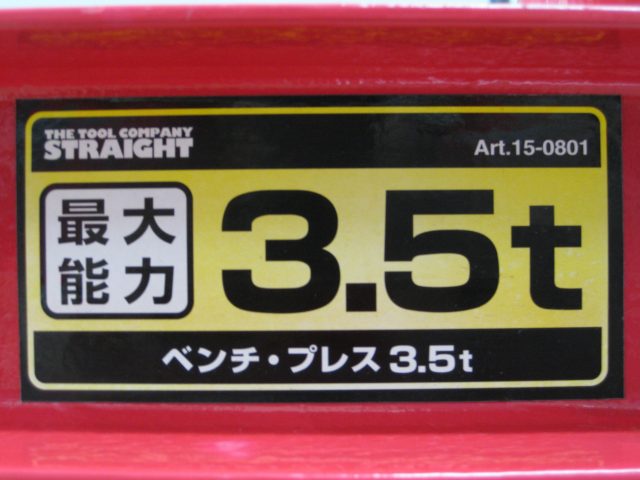 THE TOOL COMPANY
STRAIGHT
Art.15-0801
最大
能力
3.5t
ベンチ・プレス 3.5t